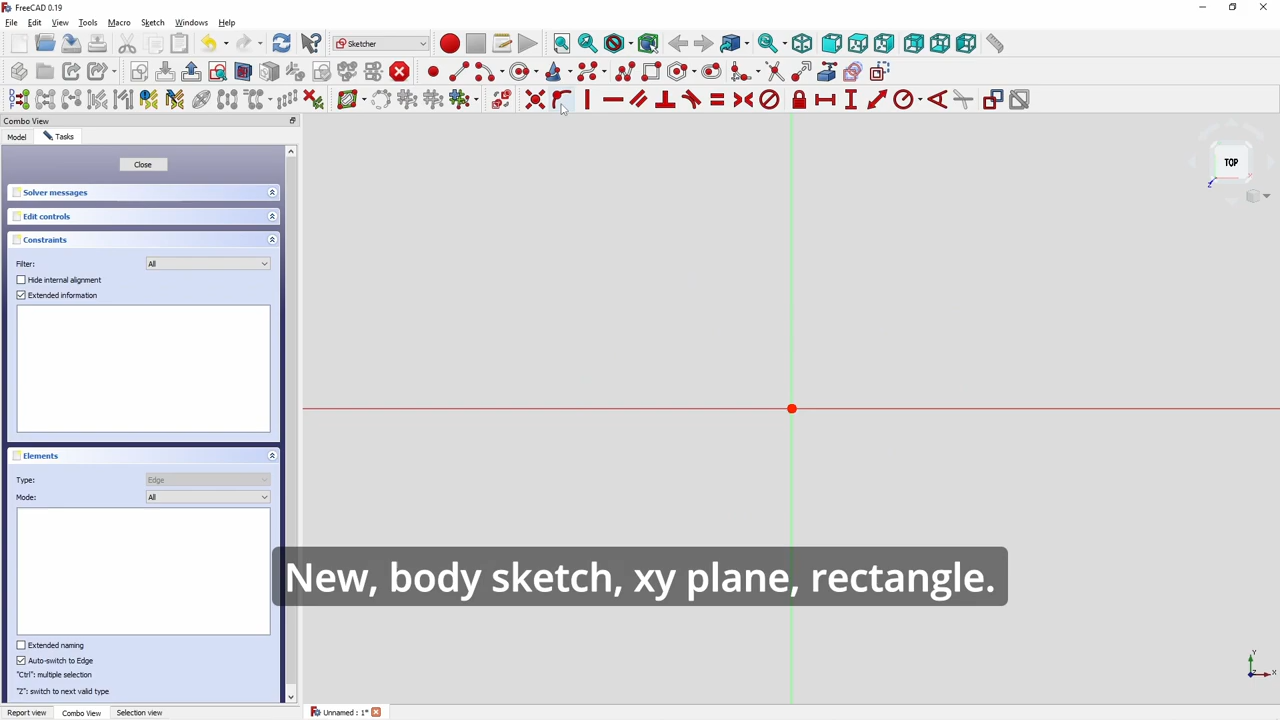 FreeCAD 0.19
File Edit View Tools Macro Sketch Windows Help
Sketcher
Combo View
Model Tasks
Close
Solver messages
Edit controls
Constraints
Filter: All
Hide internal alignment
Extended information
Elements
Type: Edge
Mode: All
Extended naming
Auto-switch to Edge
"Ctrl": multiple selection
"Z": switch to next valid type
TOP
New, body sketch, xy plane, rectangle.
Y
X
Report view Combo View Selection view Unnamed : 1*